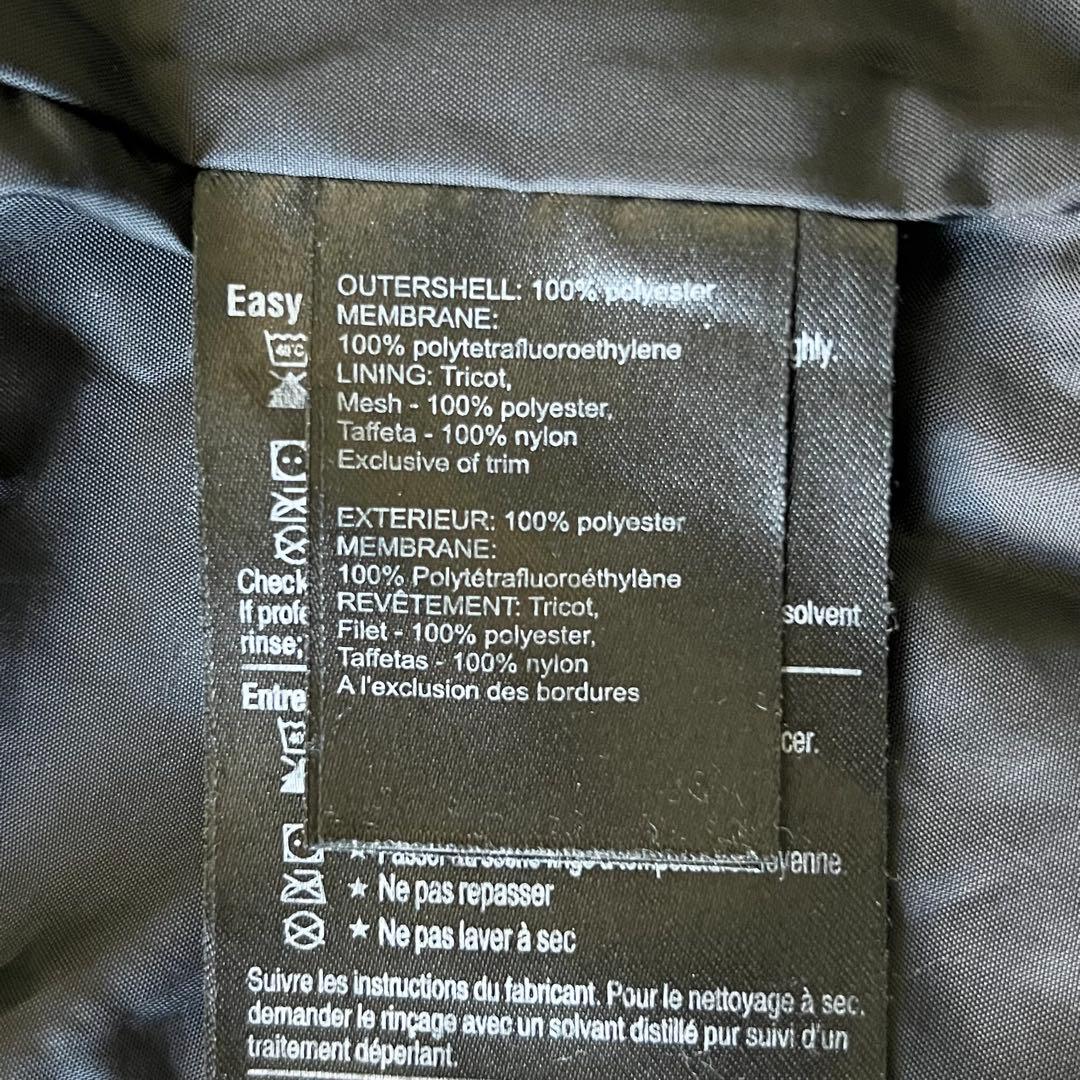 OUTERSHELL: 100% polyester
MEMBRANE:
100% polytetrafluoroethylene
LINING: Tricot,
Mesh - 100% polyester,
Taffeta - 100% nylon
Exclusive of trim
EXTERIEUR: 100% polyester
MEMBRANE:
100% Polytétrafluoroéthylène
REVÊTEMENT: Tricot,
Filet - 100% polyester,
Taffetas - 100% nylon
A l'exclusion des bordures
Easy
40°C
Check
If
solvent
rinse;
★ Ne pas repasser
★ Ne pas laver à sec
Suivre les instructions du fabricant. Pour le nettoyage à sec,
demander le rinçage avec un solvant distillé pur suivi d'un
traitement déperlant.